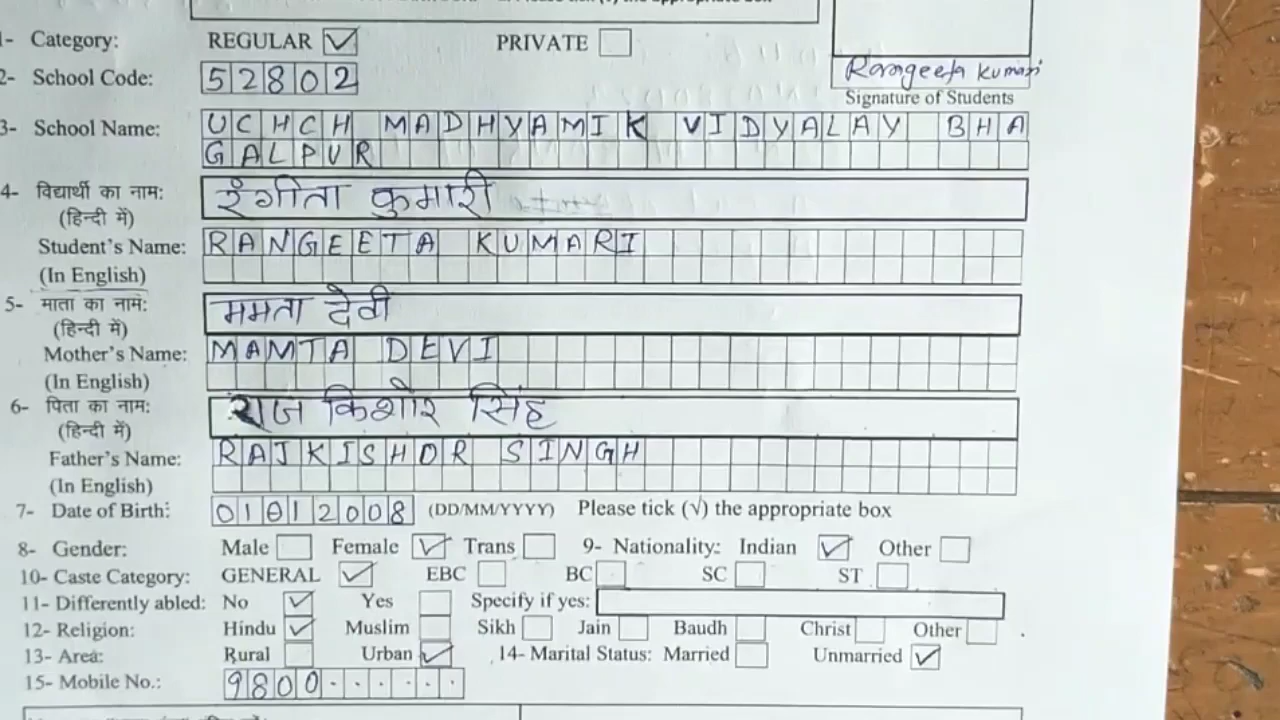 1- Category: REGULAR ☑ PRIVATE ☐
Rangeeta Kumari
2- School Code: 52802
Signature of Students
3- School Name: UCHCH MADHYAMIK VIDYALAY BHA
GALPUR
4- विद्यार्थी का नाम: रंगीता कुमारी
(हिन्दी में)
Student's Name: RANGEETA KUMARI
(In English)
5- माता का नाम: ममता देवी
(हिन्दी में)
Mother's Name: MAMTA DEVI
(In English)
6- पिता का नाम: राज किशोर सिंह
(हिन्दी में)
Father's Name: RAJKISHOR SINGH
(In English)
7- Date of Birth: 01012008 (DD/MM/YYYY) Please tick (√) the appropriate box
8- Gender: Male ☐ Female ☑ Trans ☐ 9- Nationality: Indian ☑ Other ☐
10- Caste Category: GENERAL ☑ EBC ☐ BC ☐ SC ☐ ST ☐
11- Differently abled: No ☑ Yes ☐ Specify if yes:
12- Religion: Hindu ☑ Muslim ☐ Sikh ☐ Jain ☐ Baudh ☐ Christ ☐ Other ☐
13- Area: Rural ☐ Urban ☑ 14- Marital Status: Married ☐ Unmarried ☑
15- Mobile No.: 9800......